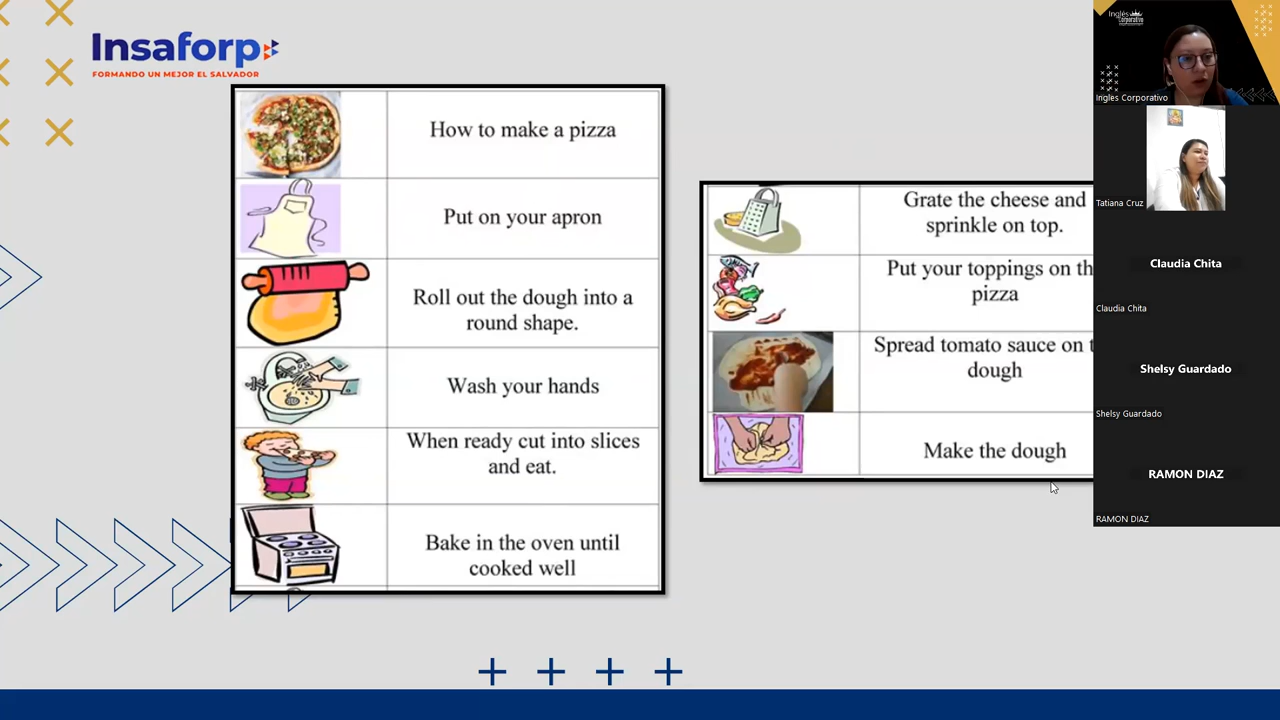 Insaforp
FORMANDO UN MEJOR EL SALVADOR
How to make a pizza
Put on your apron
Roll out the dough into a
round shape.
Wash your hands
When ready cut into slices
and eat.
Bake in the oven until
cooked well
Grate the cheese and
sprinkle on top.
Put your toppings on th
pizza
Spread tomato sauce on t
dough
Make the dough
Inglés
Corporativo
Ingles Corporativo
Tatiana Cruz
Claudia Chita
Claudia Chita
Shelsy Guardado
Shelsy Guardado
RAMON DIAZ
RAMON DIAZ